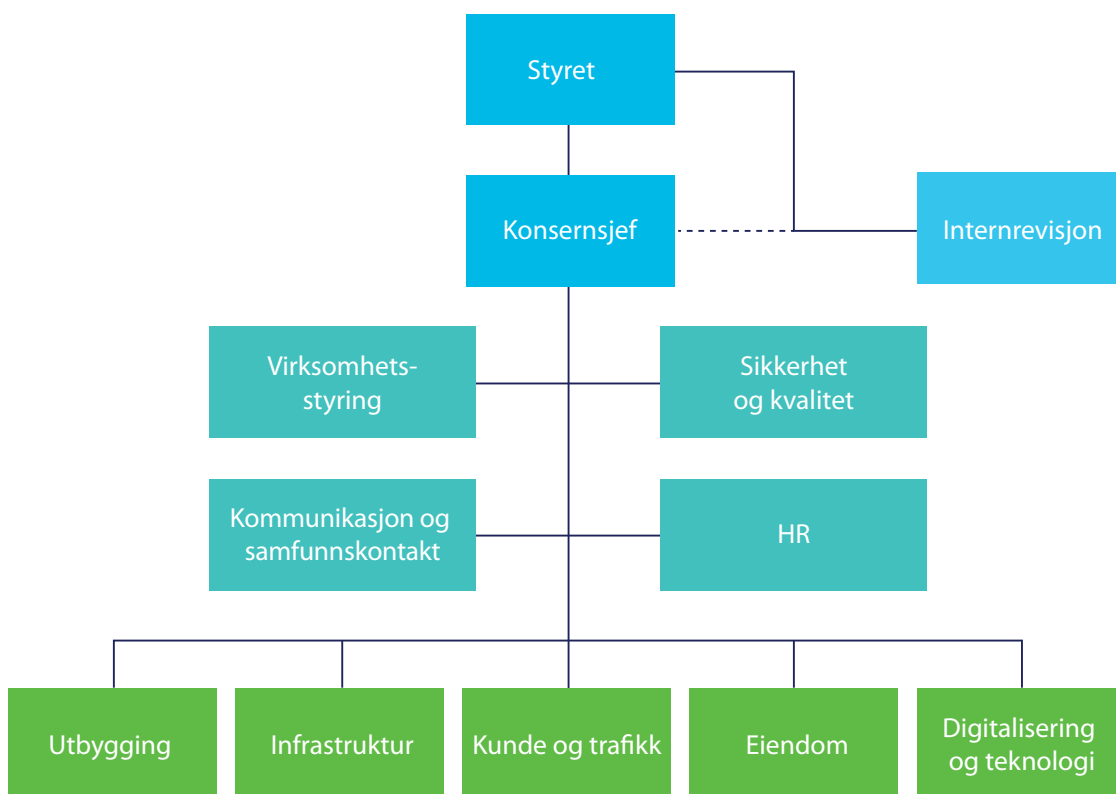 Styret
Konsernsjef
Internrevisjon
Virksomhets-
styring
Sikkerhet
og kvalitet
Kommunikasjon og
samfunnskontakt
HR
Utbygging
Infrastruktur
Kunde og trafikk
Eiendom
Digitalisering
og teknologi